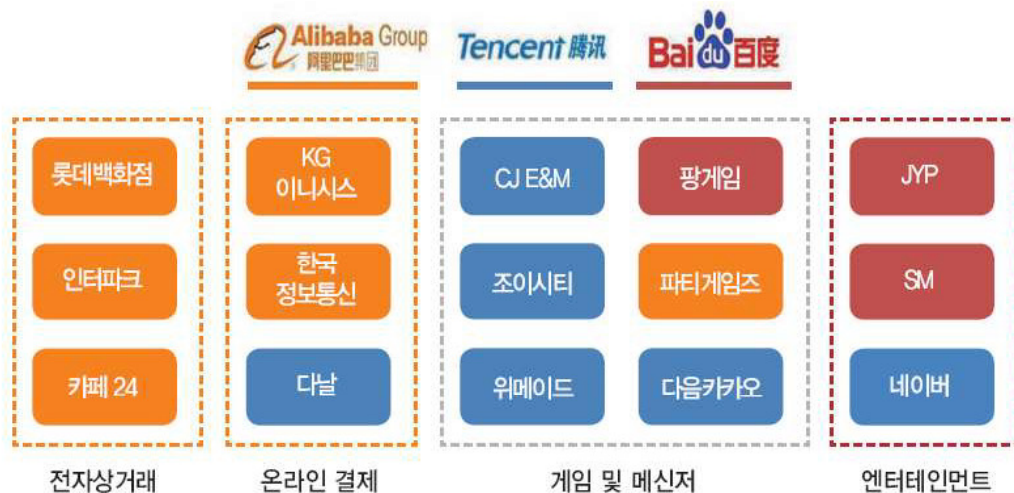 Alibaba Group
阿里巴巴集团
Tencent 腾讯
Bai du 百度
롯데백화점
인터파크
카페 24
전자상거래
KG
이니시스
한국
정보통신
다날
온라인 결제
CJ E&M
팡게임
조이시티
파티게임즈
위메이드
다음카카오
게임 및 메신저
JYP
SM
네이버
엔터테인먼트